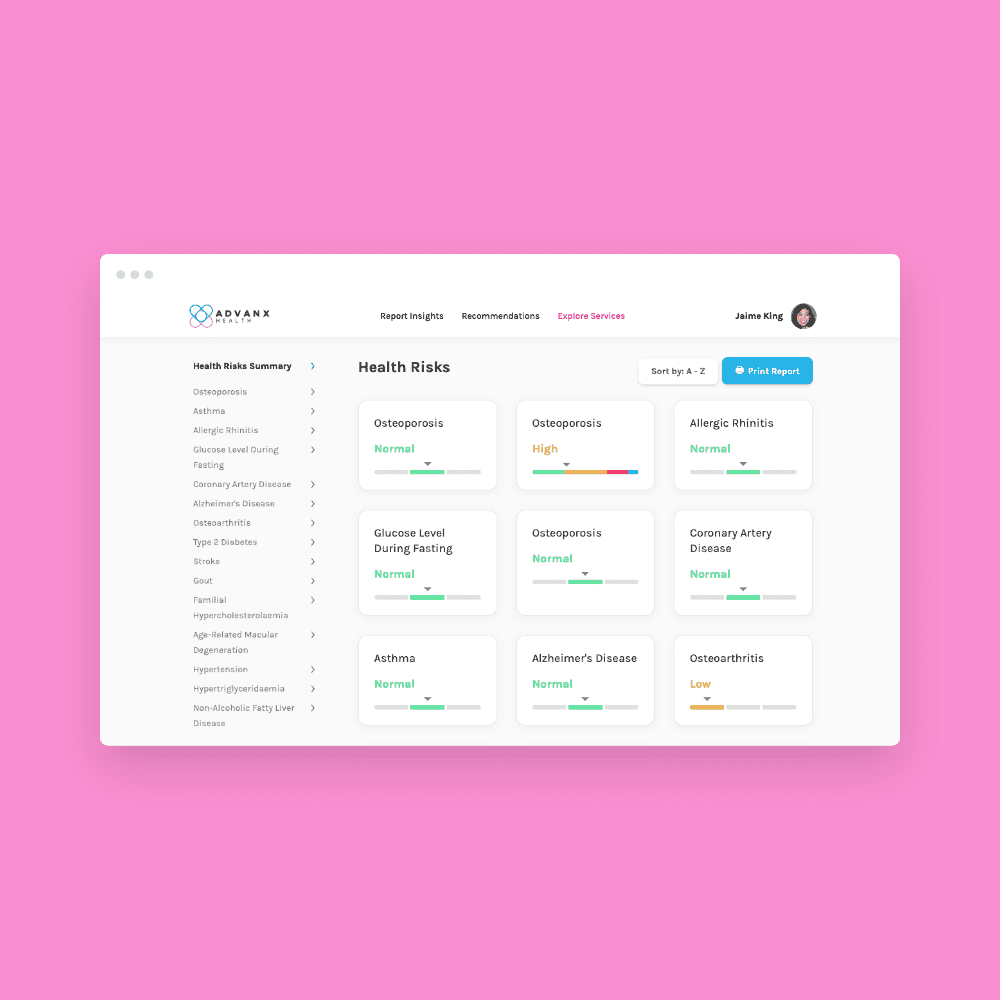 ADVANX
HEALTH
Report Insights
Recommendations
Explore Services
Jaime King
Health Risks Summary
Osteoporosis
Asthma
Allergic Rhinitis
Glucose Level During
Fasting
Coronary Artery Disease
Alzheimer's Disease
Osteoarthritis
Type 2 Diabetes
Stroke
Gout
Familial
Hypercholesterolaemia
Age-Related Macular
Degeneration
Hypertension
Hypertriglyceridaemia
Non-Alcoholic Fatty Liver
Disease
Health Risks
Sort by: A - Z
Print Report
Osteoporosis
Normal
Osteoporosis
High
Allergic Rhinitis
Normal
Glucose Level
During Fasting
Normal
Osteoporosis
Normal
Coronary Artery
Disease
Normal
Asthma
Normal
Alzheimer's Disease
Normal
Osteoarthritis
Low